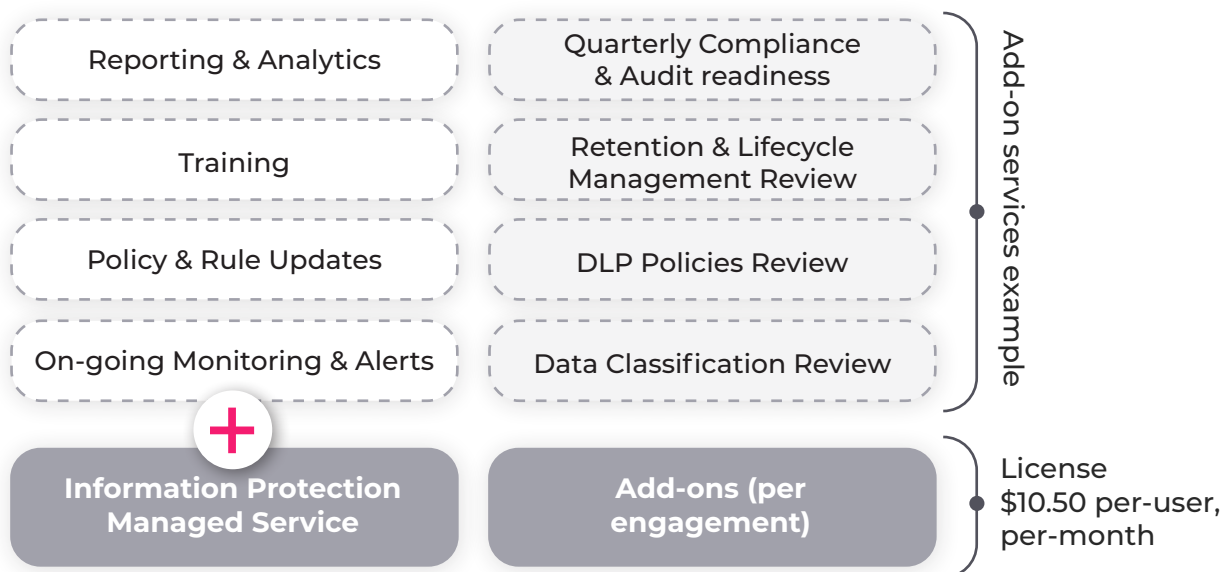 Reporting & Analytics
Quarterly Compliance
& Audit readiness
Training
Retention & Lifecycle
Management Review
Policy & Rule Updates
DLP Policies Review
On-going Monitoring & Alerts
Data Classification Review
Add-on services example
Information Protection
Managed Service
Add-ons (per
engagement)
License
$10.50 per-user,
per-month